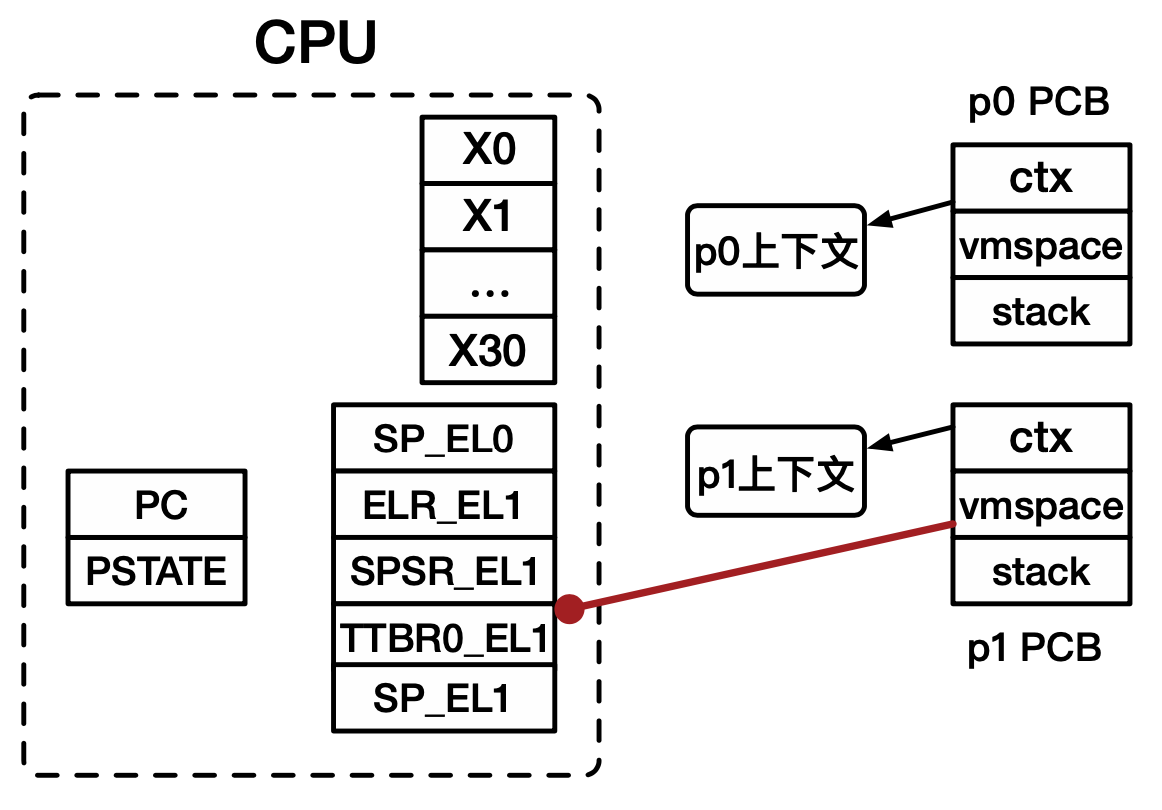 CPU
X0
X1
...
X30
SP_EL0
ELR_EL1
SPSR_EL1
TTBR0_EL1
SP_EL1
PC
PSTATE
p0 PCB
ctx
vmspace
stack
p0上下文
ctx
vmspace
stack
p1 PCB
p1上下文